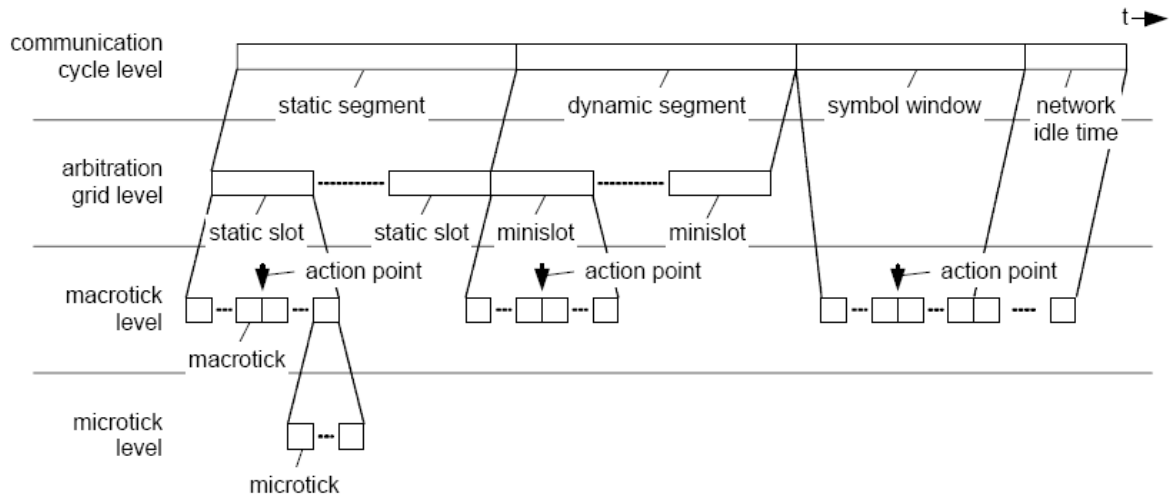 t
communication
cycle level
static segment
dynamic segment
symbol window
network
idle time
arbitration
grid level
static slot
static slot
minislot
minislot
action point
action point
action point
macrotick
level
macrotick
microtick
level
microtick